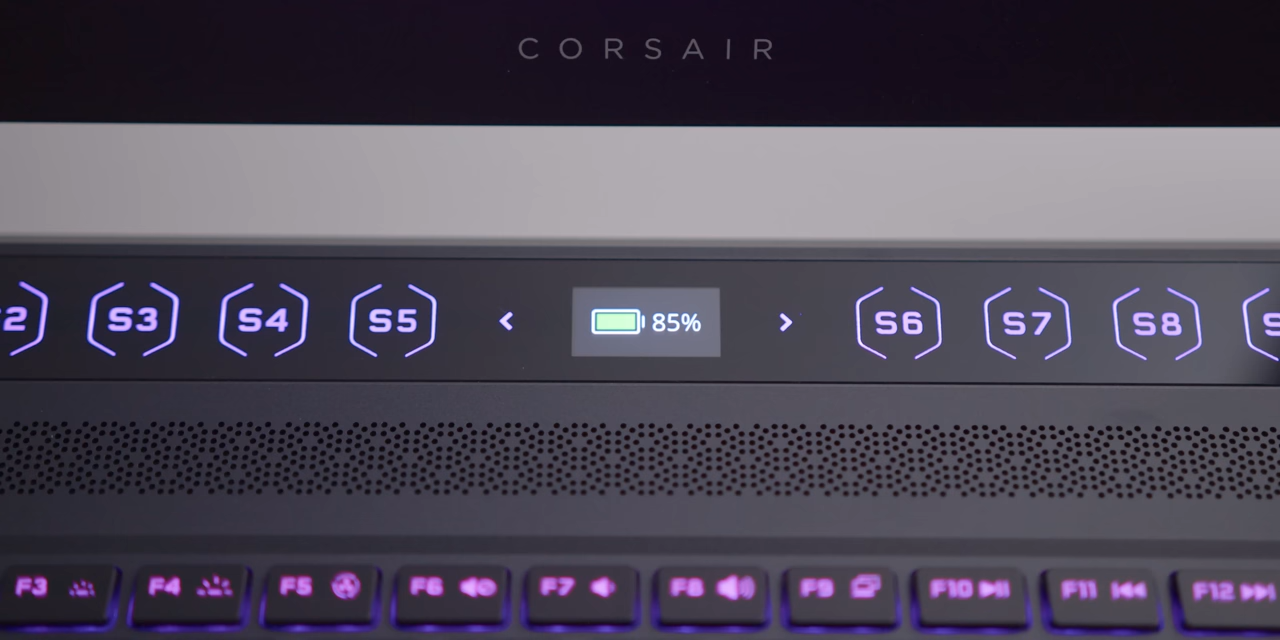 CORSAIR
S3 S4 S5 < 85% > S6 S7 S8
F3 F4 F5 F6 F7 F8 F9 F10 F11 F12